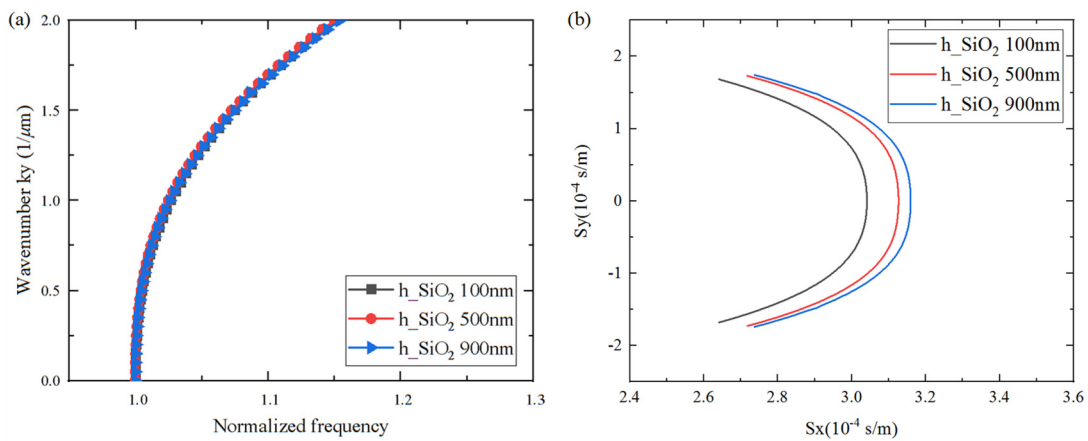 (a)
2.0
1.5
1.0
0.5
0.0
Wavenumber ky (1/μm)
1.0 1.1 1.2 1.3
Normalized frequency
h_SiO₂ 100nm
h_SiO₂ 500nm
h_SiO₂ 900nm
(b)
2
1
0
-1
-2
Sy(10⁻⁴ s/m)
2.4 2.6 2.8 3.0 3.2 3.4 3.6
Sx(10⁻⁴ s/m)
h_SiO₂ 100nm
h_SiO₂ 500nm
h_SiO₂ 900nm